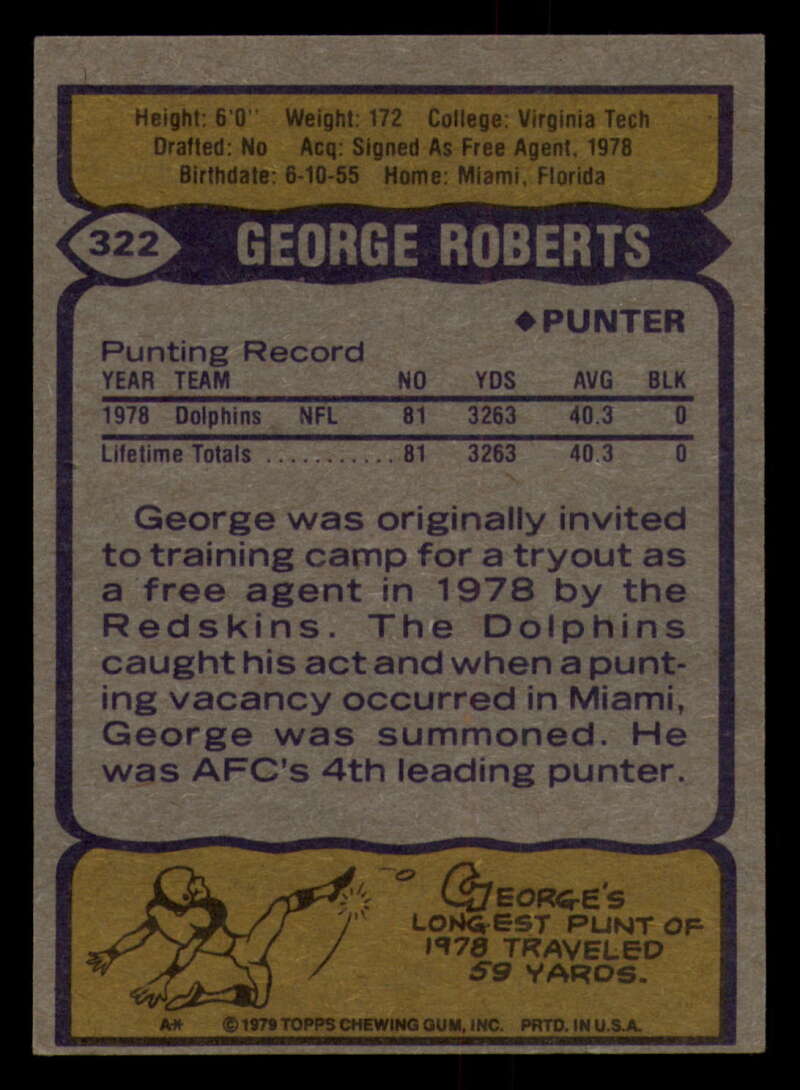 Height: 6'0" Weight: 172 College: Virginia Tech
Drafted: No Acq: Signed As Free Agent, 1978
Birthdate: 6-10-55 Home: Miami, Florida
322 GEORGE ROBERTS
◆PUNTER
Punting Record
YEAR TEAM NO YDS AVG BLK
1978 Dolphins NFL 81 3263 40.3 0
Lifetime Totals ........... 81 3263 40.3 0
George was originally invited
to training camp for a tryout as
a free agent in 1978 by the
Redskins. The Dolphins
caught his act and when a punt-
ing vacancy occurred in Miami,
George was summoned. He
was AFC's 4th leading punter.
GEORGE'S
LONGEST PUNT OF
1978 TRAVELED
59 YARDS.
A* © 1979 TOPPS CHEWING GUM, INC. PRTD. IN U.S.A.